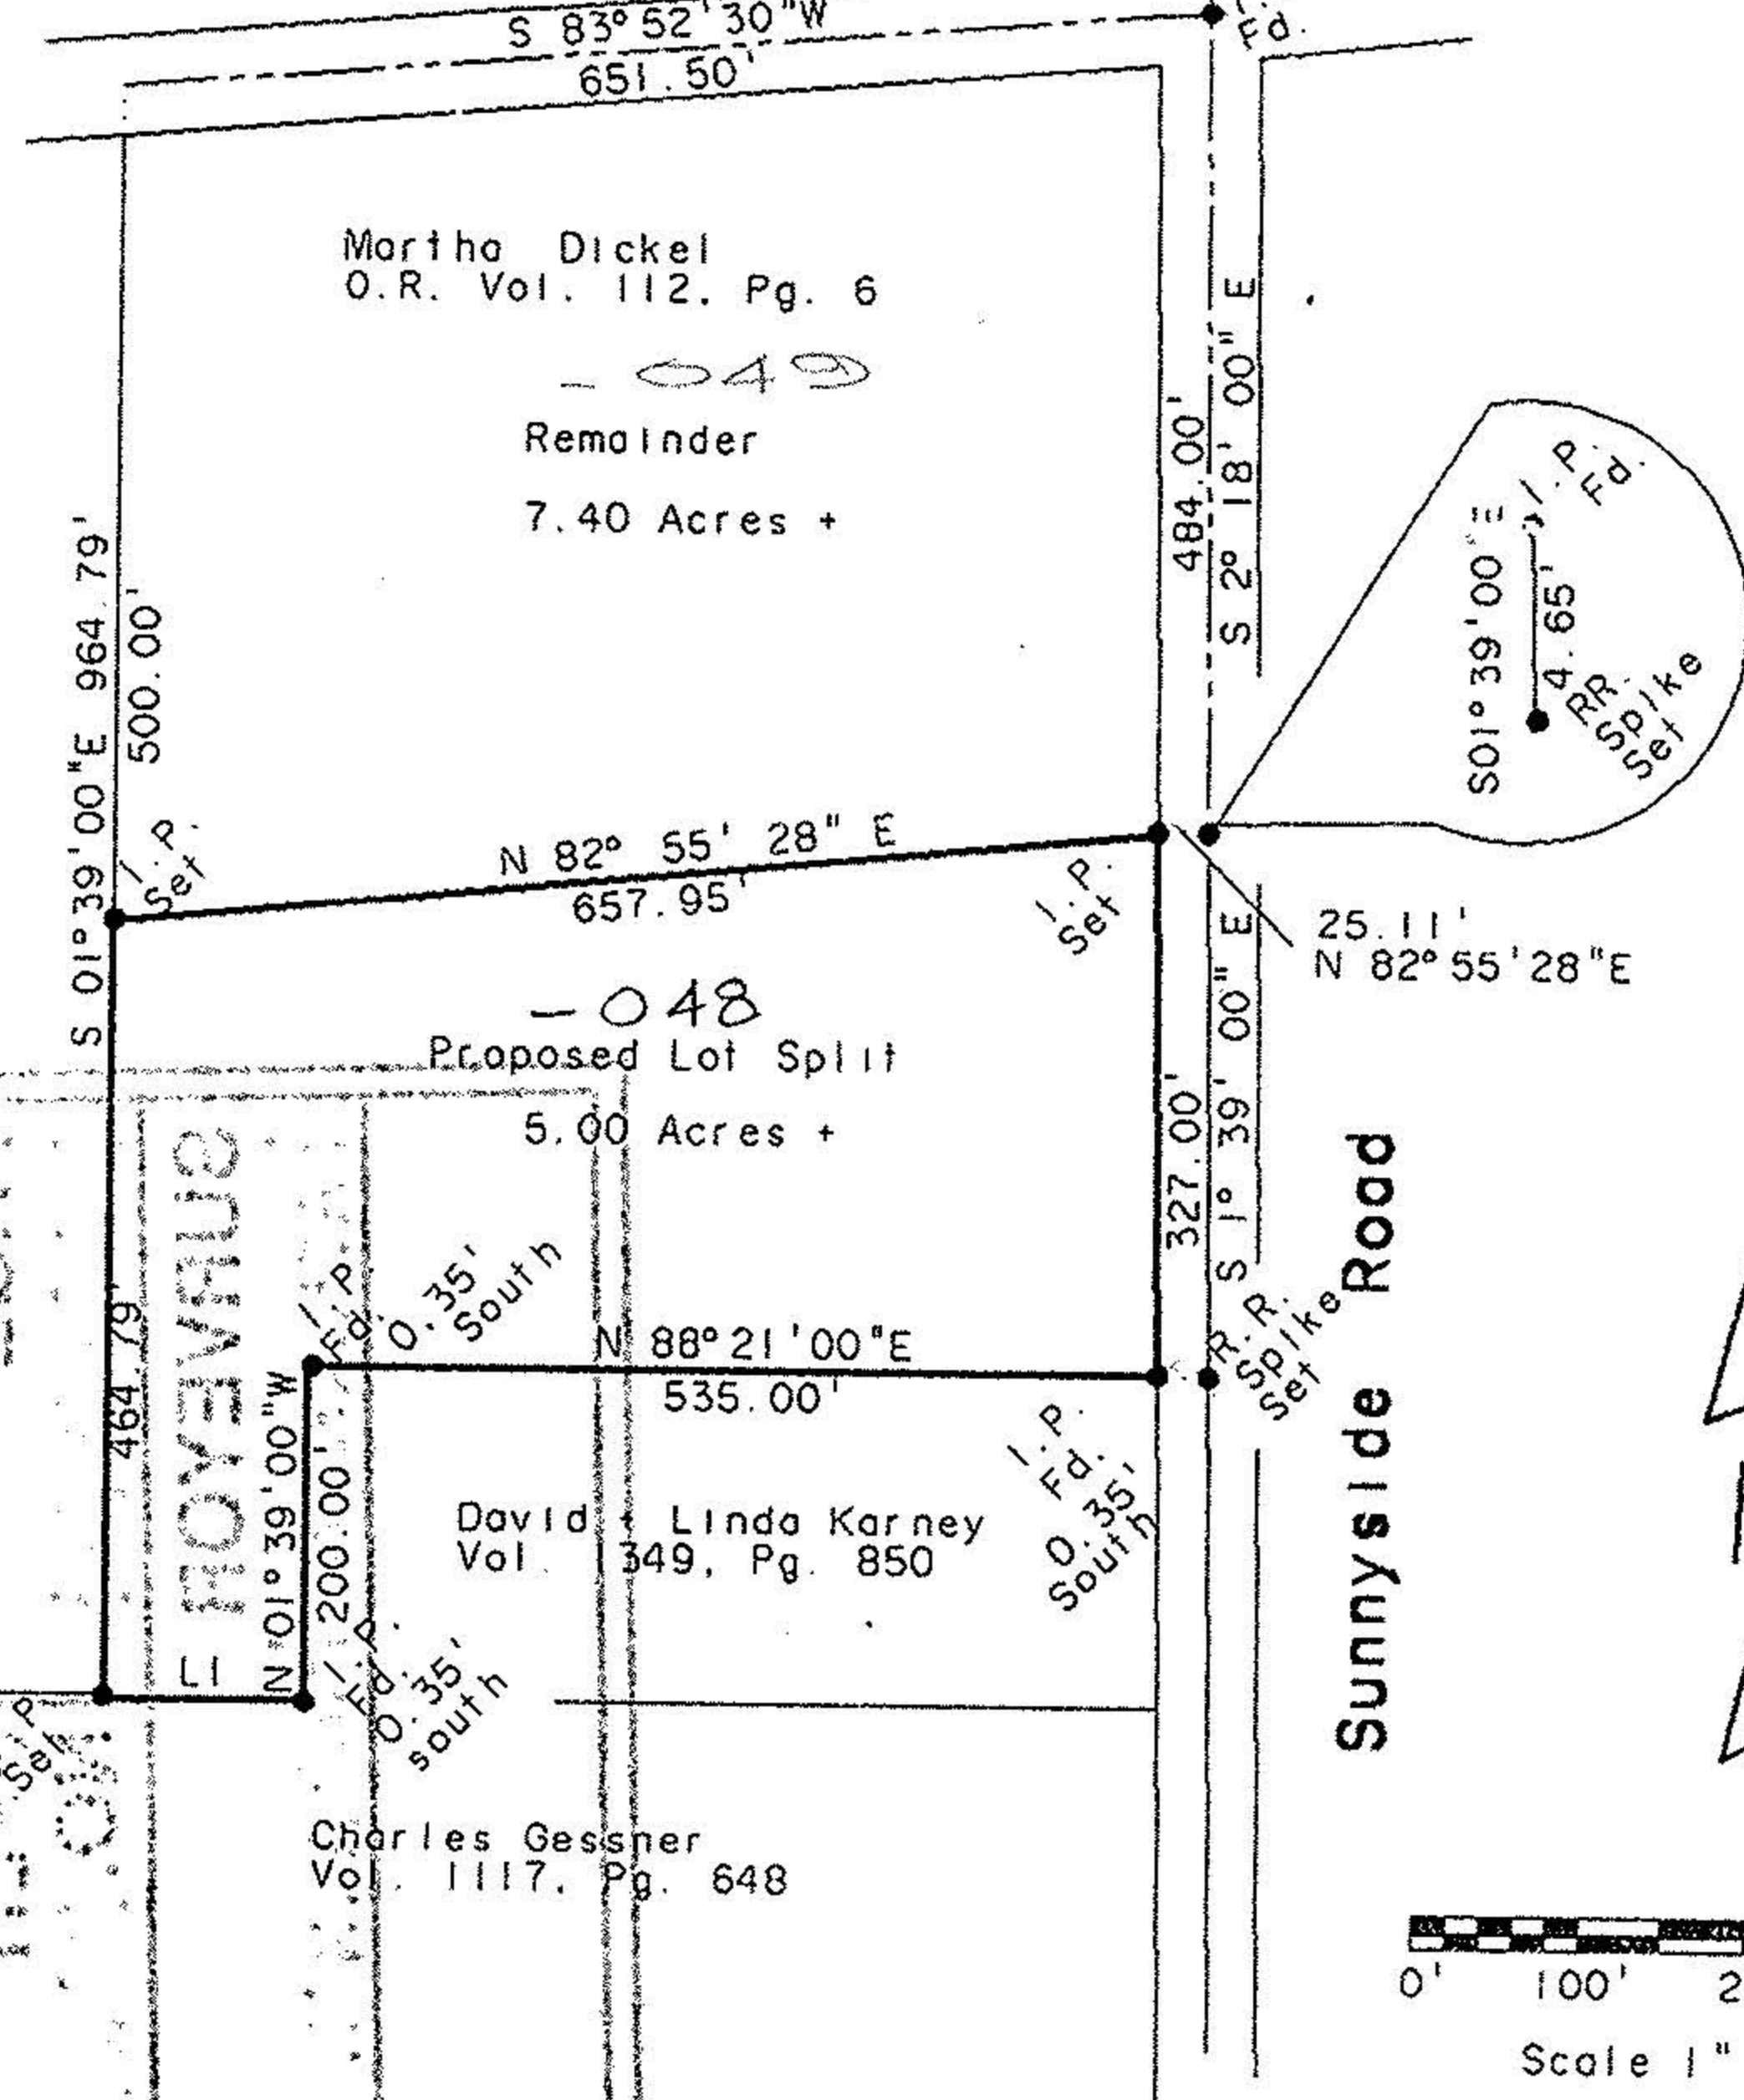 S 83° 52' 30"W
651.50'
Fd.
Martha Dickel
O.R. Vol. 112, Pg. 6
- 049
Remainder
7.40 Acres +
S 01° 39' 00"E 964.79'
500.00'
484.00'
S 2° 18' 00" E
I.P. Fd.
S01° 39' 00"E
4.65'
RR. Spike Set
I.P. Set
N 82° 55' 28" E
657.95'
I.P. Set
25.11'
N 82° 55' 28"E
- 048
Proposed Lot Split
5.00 Acres +
327.00'
S 1° 39' 00" E
464.79'
I.P. Fd. 0.35' South
N 88° 21' 00"E
535.00'
R.R. Spike Set
Sunnyside Road
N 01° 39' 00"W
200.00'
I.P. Fd. 0.35' South
David + Linda Karney
Vol. 349, Pg. 850
L1
I.P. Fd. 0.35' south
I.P. Set
Charles Gessner
Vol. 1117, Pg. 648
0' 100' 2
Scale 1"